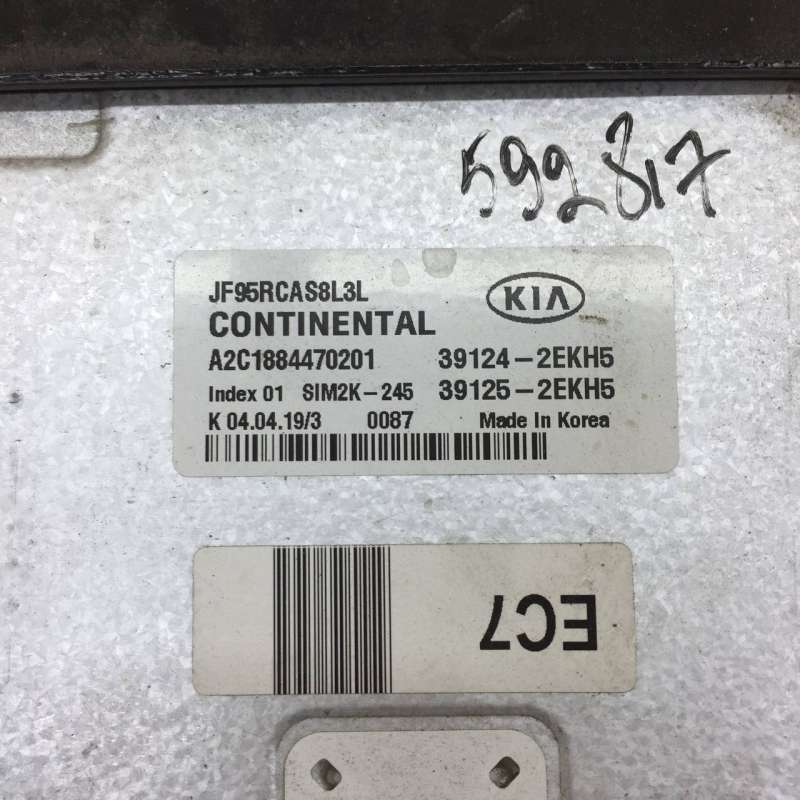 592817
JF95RCAS8L3L
KIA
CONTINENTAL
A2C1884470201 39124-2EKH5
Index 01 SIM2K-245 39125-2EKH5
K 04.04.19/3 0087 Made In Korea
EC7